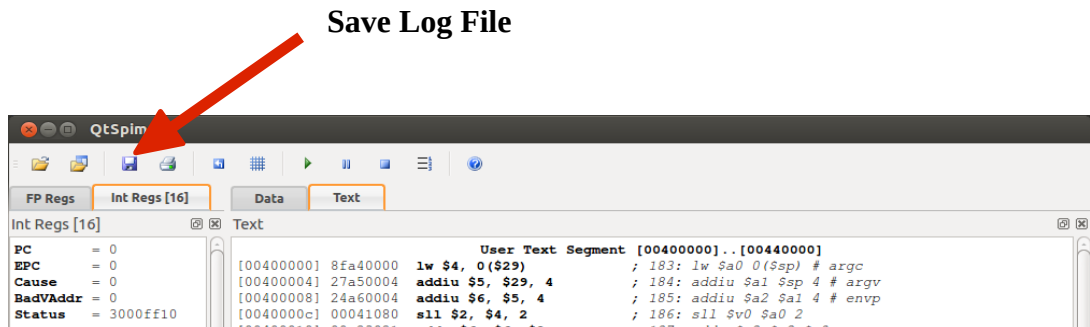 Save Log File
QtSpim
FP Regs
Int Regs [16]
Data
Text
Int Regs [16]
Text
PC = 0
EPC = 0
Cause = 0
BadVAddr = 0
Status = 3000ff10
User Text Segment [00400000]..[00440000]
[00400000] 8fa40000 lw $4, 0($29) ; 183: lw $a0 0($sp) # argc
[00400004] 27a50004 addiu $5, $29, 4 ; 184: addiu $a1 $sp 4 # argv
[00400008] 24a60004 addiu $6, $5, 4 ; 185: addiu $a2 $a1 4 # envp
[0040000c] 00041080 sll $2, $4, 2 ; 186: sll $v0 $a0 2